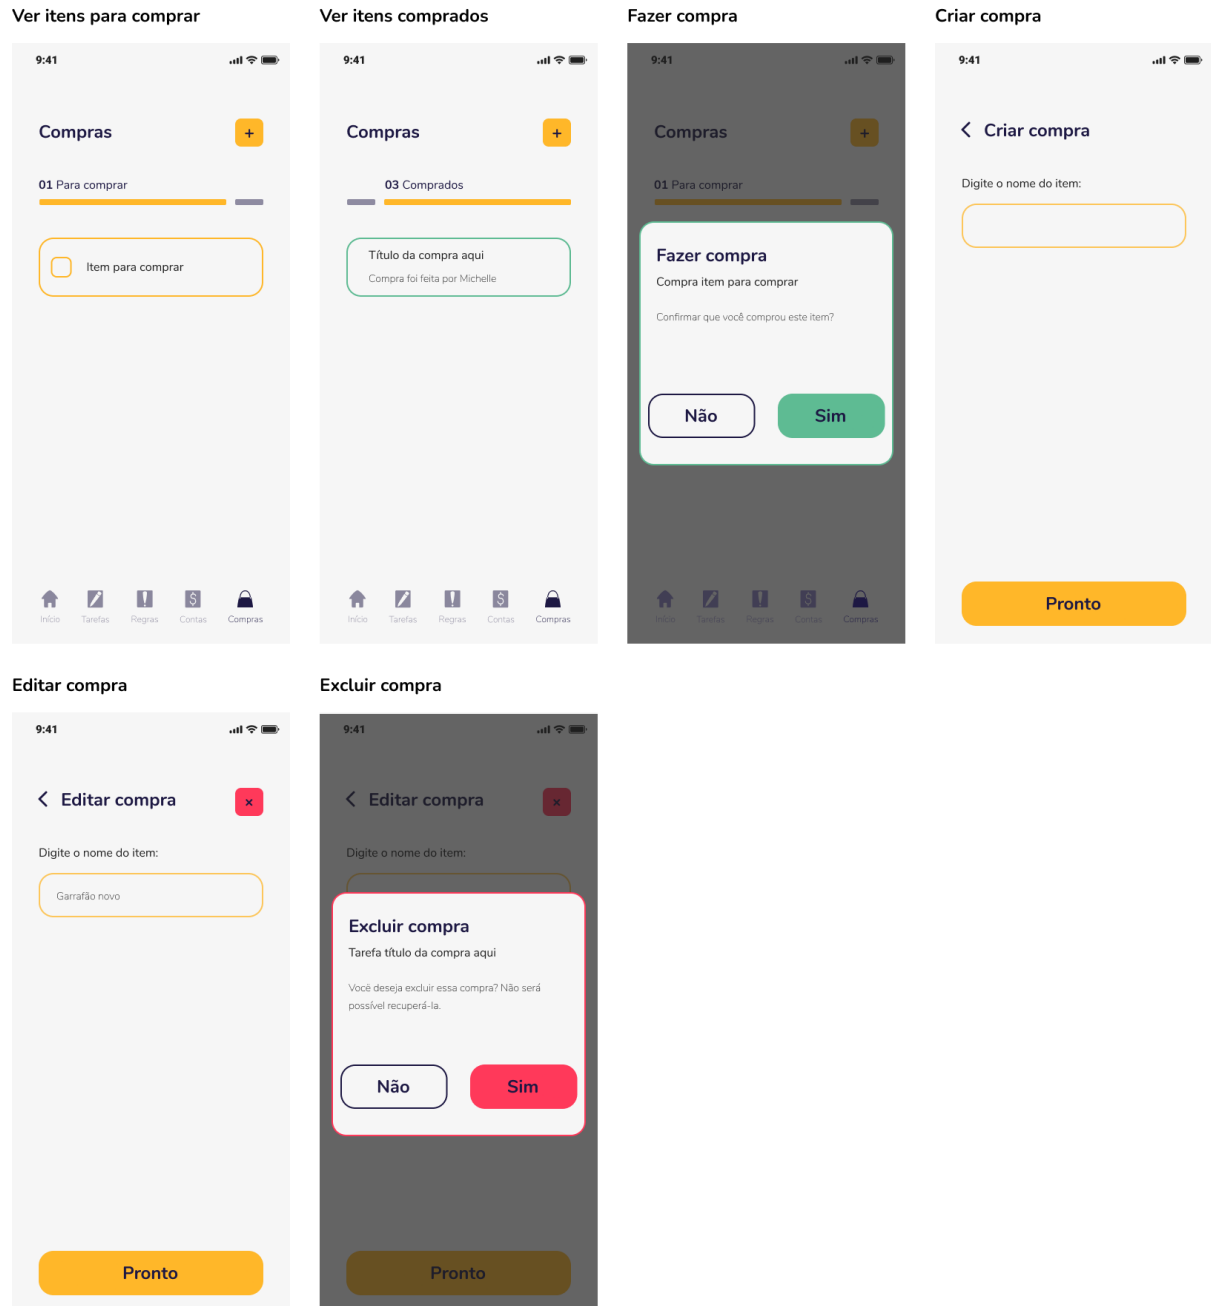 Ver itens para comprar
9:41
Compras
+
01 Para comprar
Item para comprar
Início Tarefas Regras Contas Compras
Ver itens comprados
9:41
Compras
+
03 Comprados
Título da compra aqui
Compra foi feita por Michelle
Início Tarefas Regras Contas Compras
Fazer compra
9:41
Compras
+
01 Para comprar
Fazer compra
Compra item para comprar
Confirmar que você comprou este item?
Não Sim
Início Tarefas Regras Contas Compras
Criar compra
9:41
Criar compra
Digite o nome do item:
Pronto
Editar compra
9:41
Editar compra
×
Digite o nome do item:
Garrafão novo
Pronto
Excluir compra
9:41
Editar compra
×
Digite o nome do item:
Excluir compra
Tarefa título da compra aqui
Você deseja excluir essa compra? Não será
possível recuperá-la.
Não Sim
Pronto